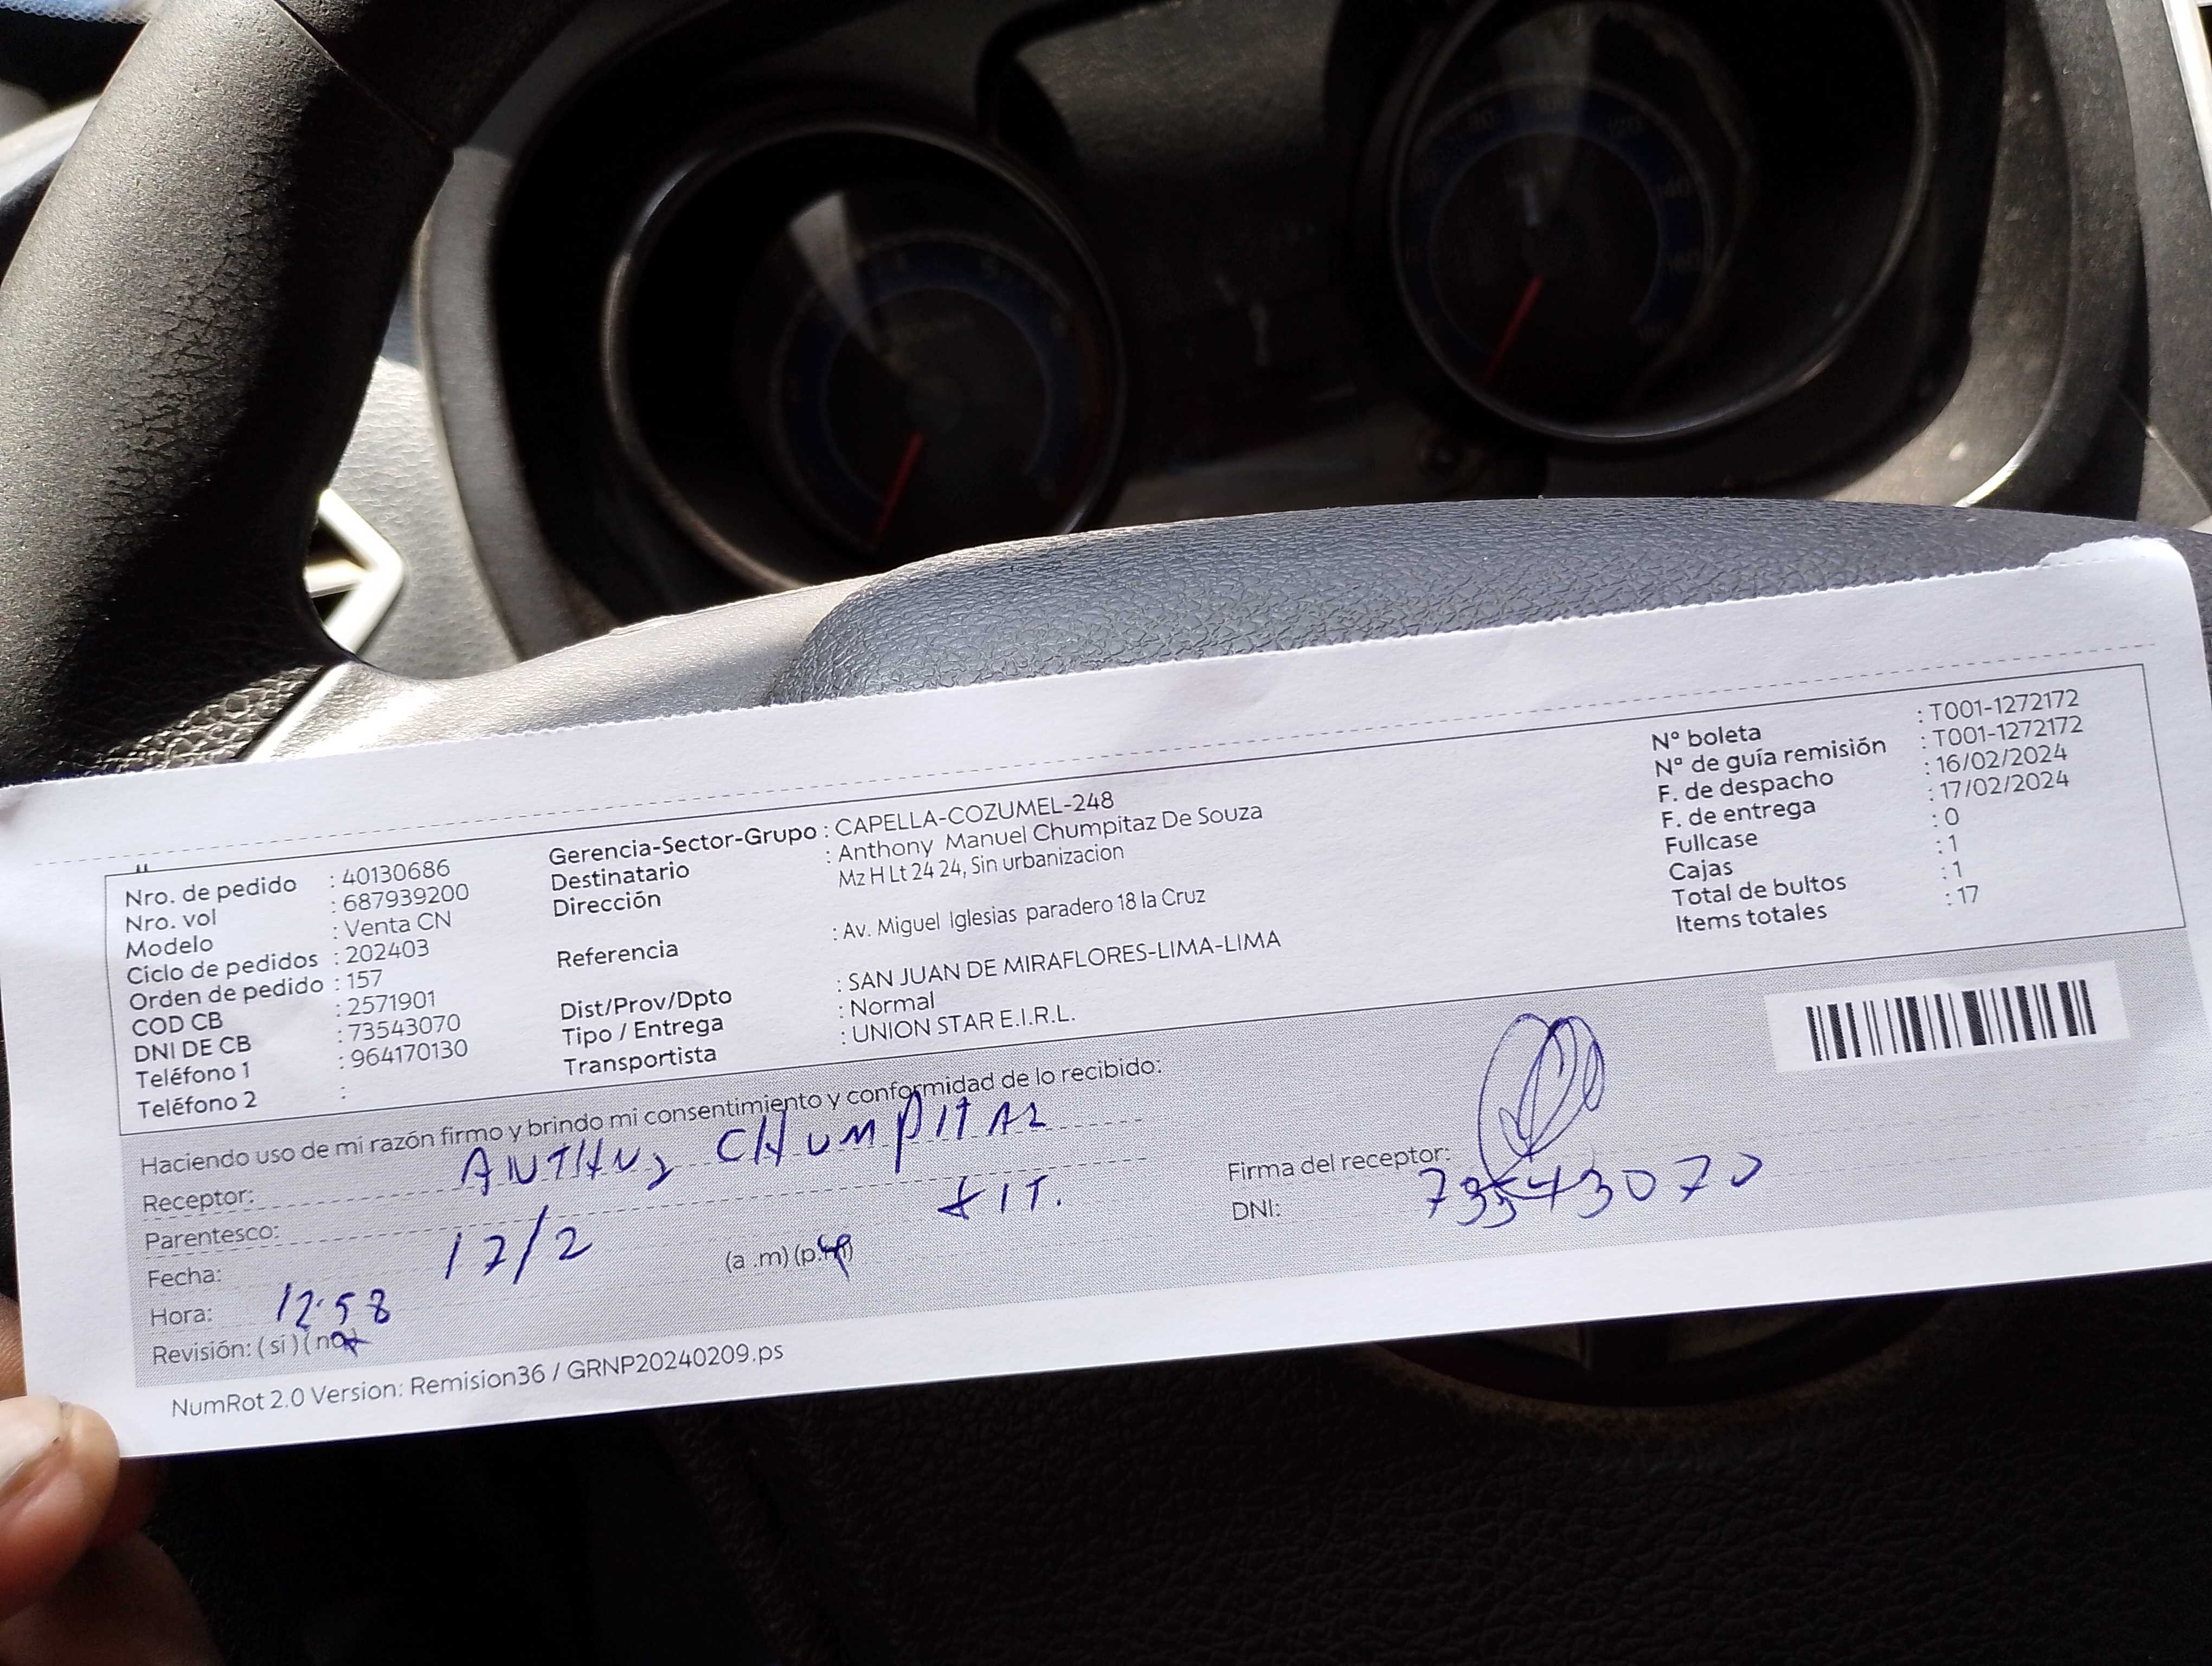 Nro. de pedido : 40130686
Nro. vol : 687939200
Modelo : Venta CN
Ciclo de pedidos : 202403
Orden de pedido : 157
COD CB : 2571901
DNI DE CB : 73543070
Teléfono 1 : 964170130
Teléfono 2 :
Gerencia-Sector-Grupo : CAPELLA-COZUMEL-248
Destinatario : Anthony Manuel Chumpitaz De Souza
Dirección Mz H Lt 24 24, Sin urbanizacion
Referencia : Av. Miguel Iglesias paradero 18 la Cruz
Dist/Prov/Dpto : SAN JUAN DE MIRAFLORES-LIMA-LIMA
Tipo / Entrega : Normal
Transportista : UNION STAR E.I.R.L.
Nº boleta : T001-1272172
Nº de guía remisión : T001-1272172
F. de despacho : 16/02/2024
F. de entrega : 17/02/2024
Fullcase : 0
Cajas : 1
Total de bultos : 1
Items totales : 17
Haciendo uso de mi razón firmo y brindo mi consentimiento y conformidad de lo recibido:
Receptor: ANTHNY CHUMPITAZ
Parentesco: TIT.
Fecha: 17/2
Hora: 12:58 (a .m) (p.m)
Revisión: ( si ) ( no )
Firma del receptor:
DNI: 73543070
NumRot 2.0 Version: Remision36 / GRNP20240209.ps